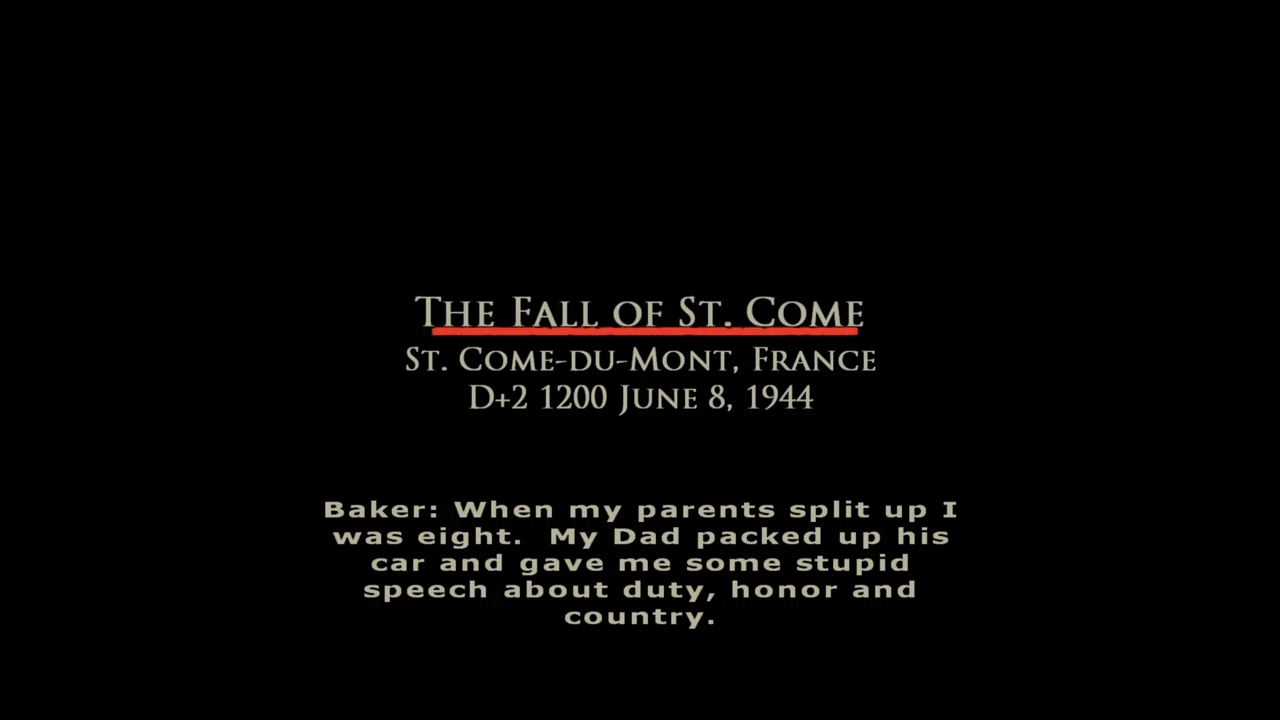 The Fall of St. Come
St. Come-du-Mont, France
D+2 1200 June 8, 1944
Baker: When my parents split up I
was eight.  My Dad packed up his
car and gave me some stupid
speech about duty, honor and
country.